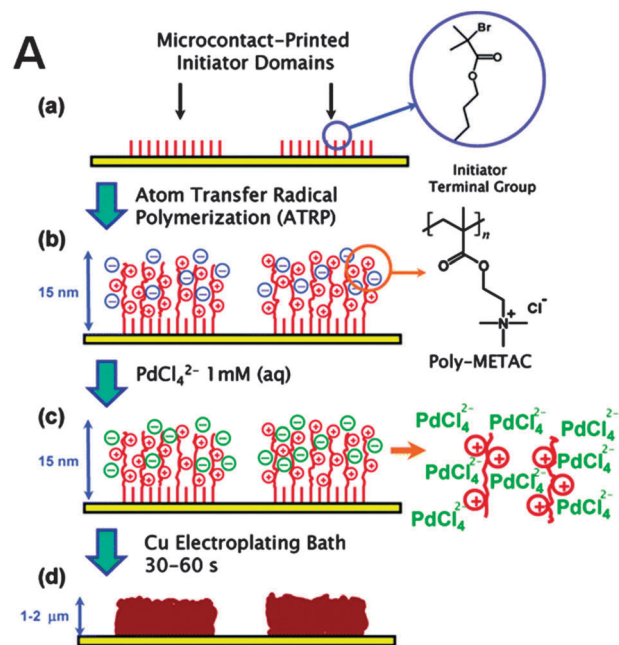 A
Microcontact-Printed
Initiator Domains
(a)
Br
O
O
Initiator
Terminal Group
Atom Transfer Radical
Polymerization (ATRP)
(b)
15 nm
n
O
O
Cl⁻
N⁺
Poly-METAC
PdCl₄²⁻ 1mM (aq)
(c)
15 nm
PdCl₄²⁻ PdCl₄²⁻
PdCl₄²⁻ PdCl₄²⁻
PdCl₄²⁻ PdCl₄²⁻
PdCl₄²⁻
PdCl₄²⁻ PdCl₄²⁻
Cu Electroplating Bath
30-60 s
(d)
1-2 μm